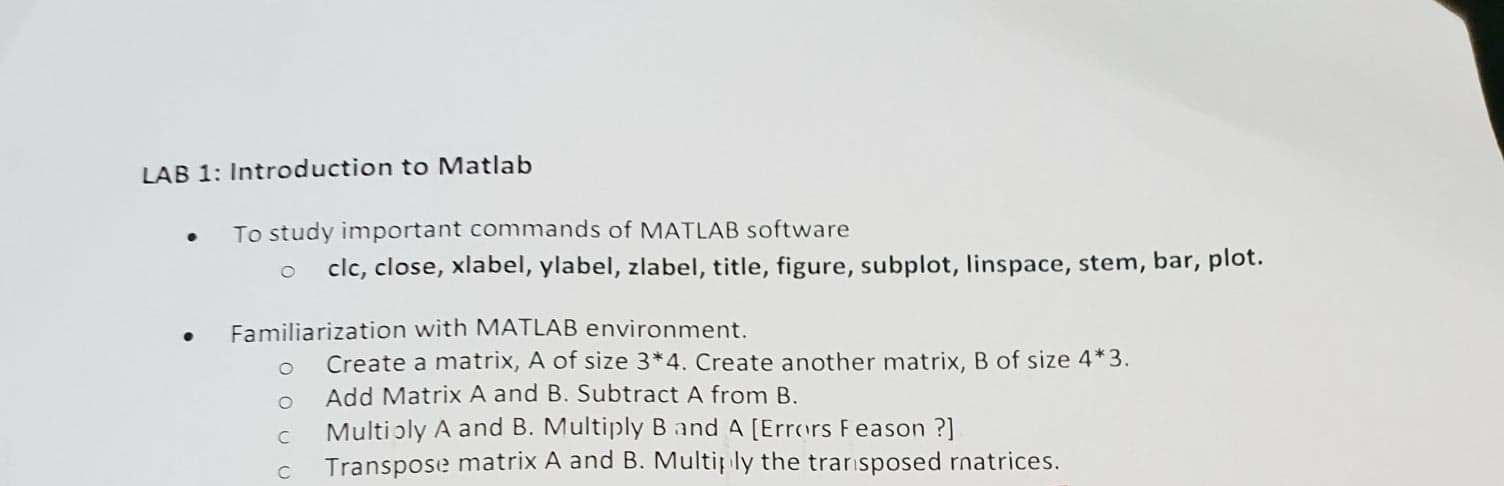 LAB 1: Introduction to Matlab
• To study important commands of MATLAB software
○ clc, close, xlabel, ylabel, zlabel, title, figure, subplot, linspace, stem, bar, plot.
• Familiarization with MATLAB environment.
○ Create a matrix, A of size 3*4. Create another matrix, B of size 4*3.
○ Add Matrix A and B. Subtract A from B.
○ Multiply A and B. Multiply B and A [Errors Reason ?]
○ Transpose matrix A and B. Multiply the transposed matrices.